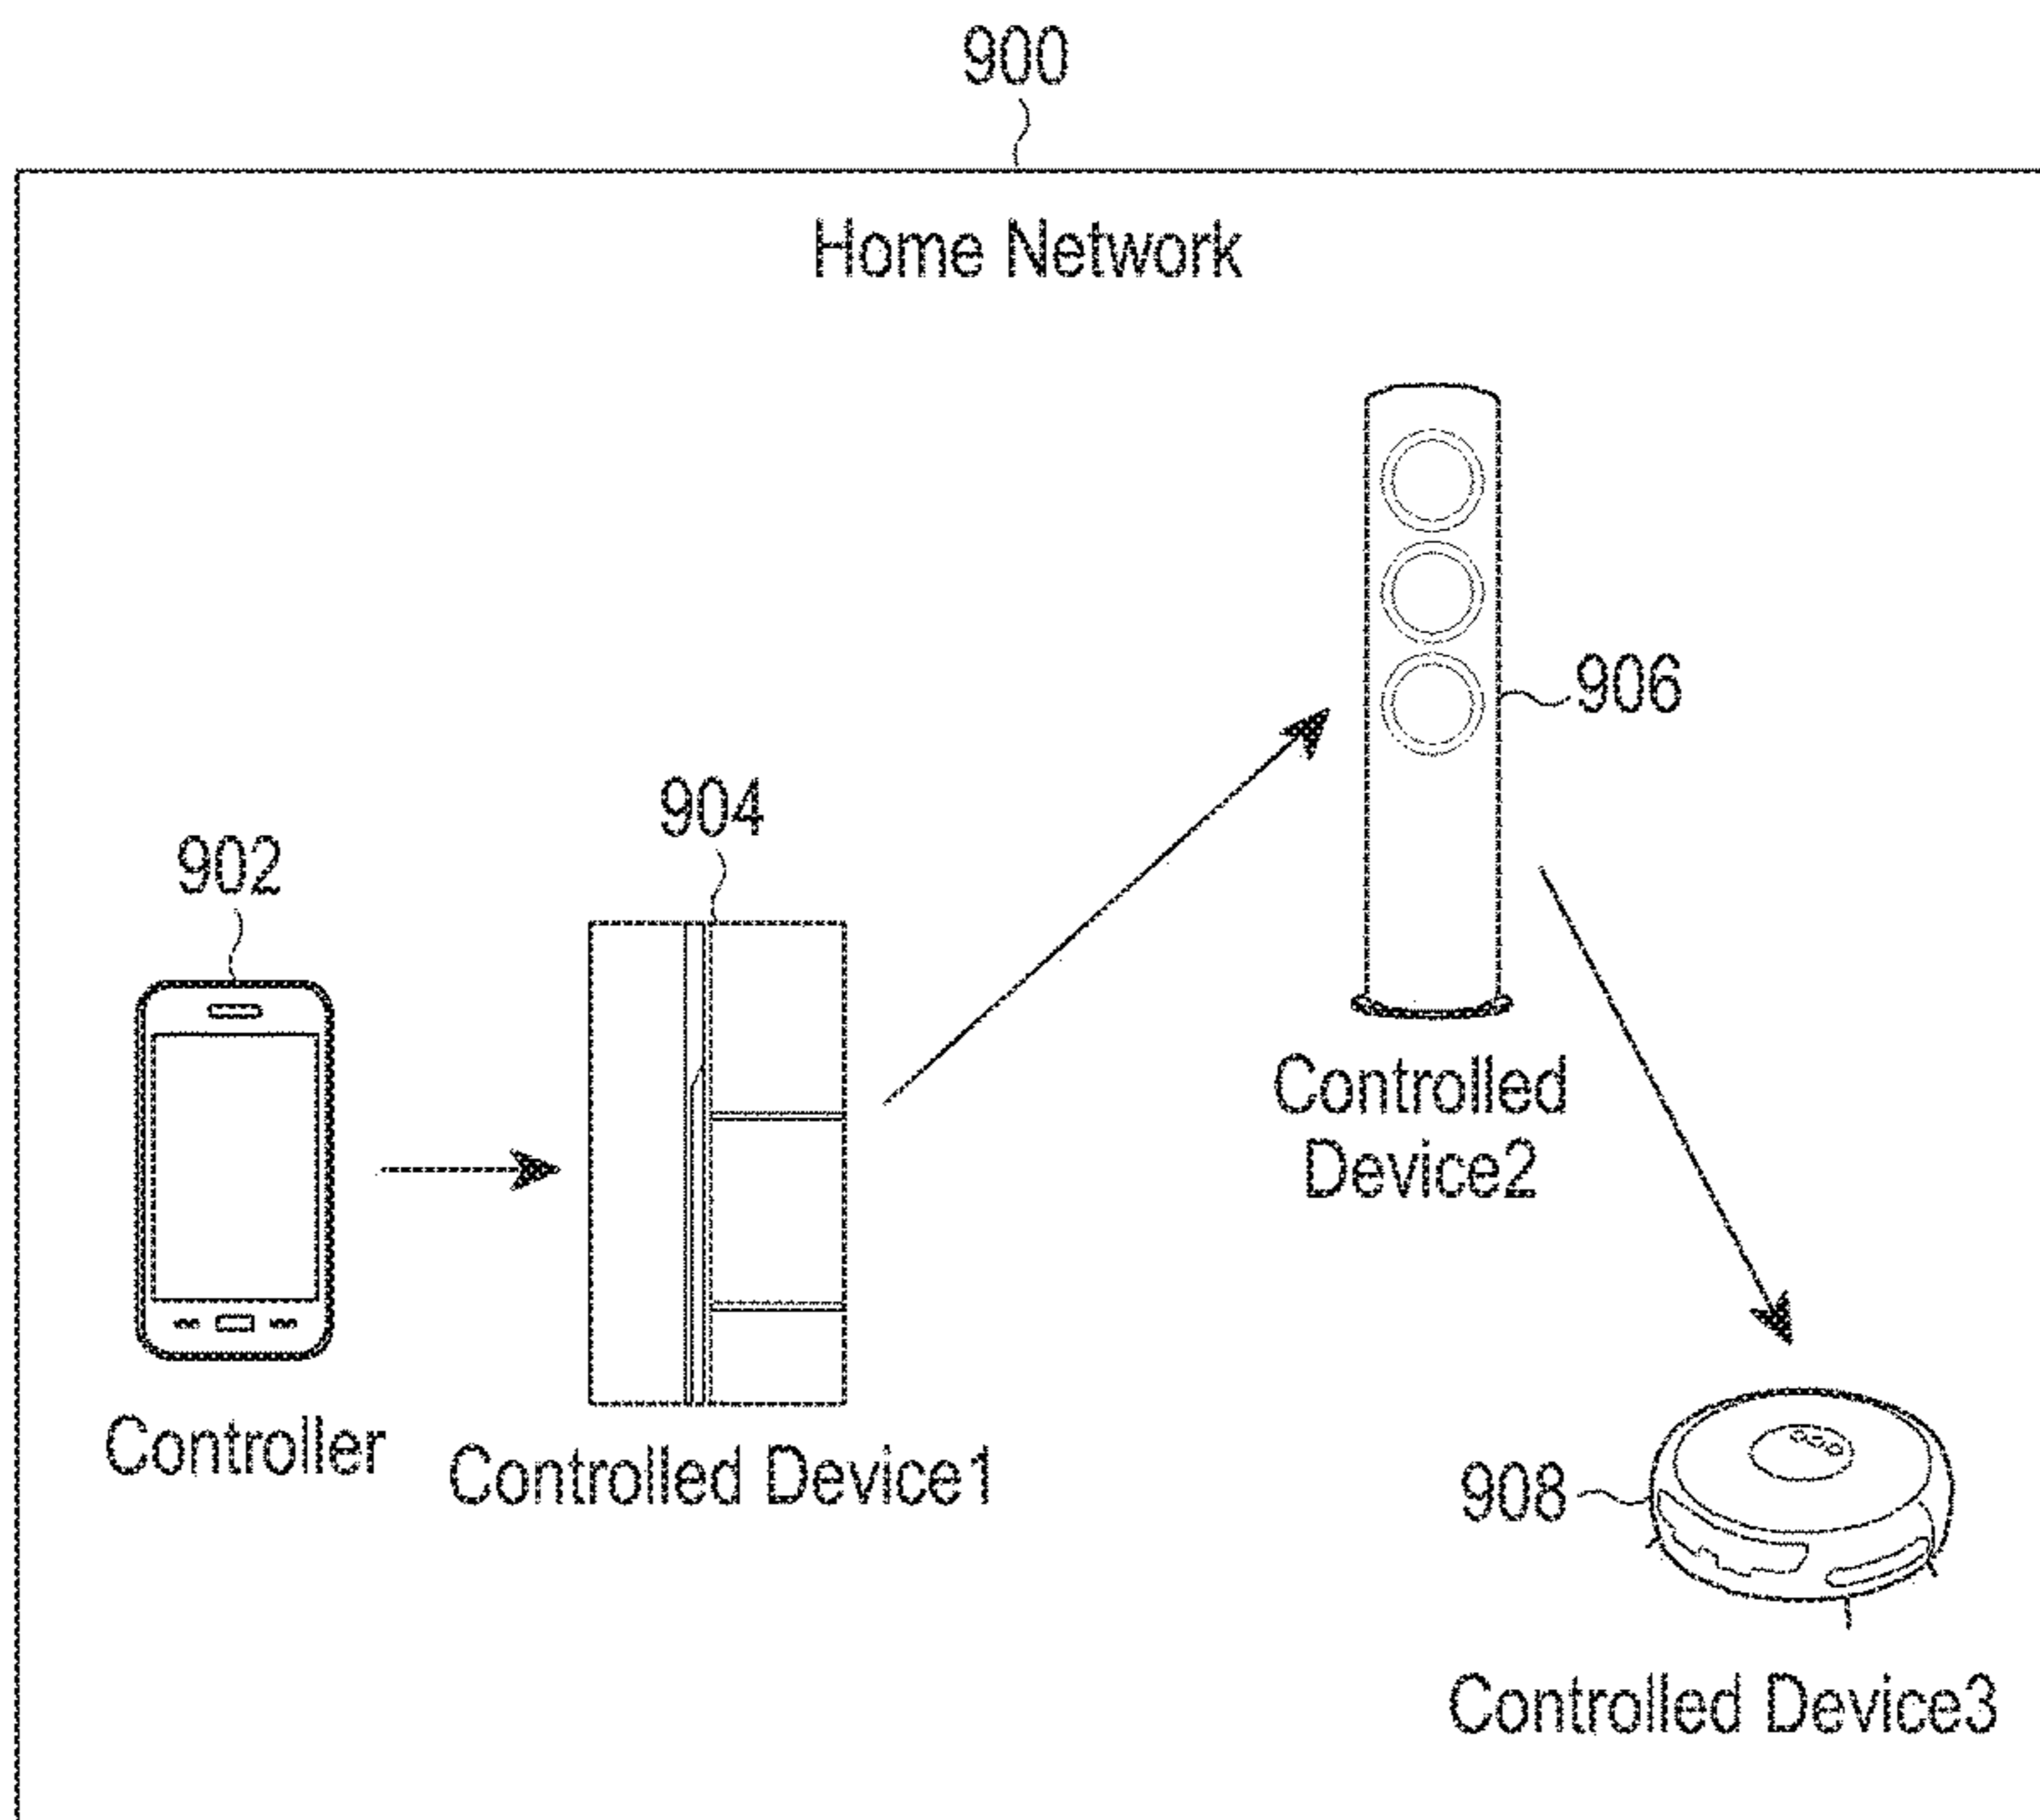 900
Home Network
906
904
902
Controlled
Device2
Controller
Controlled Device1
908
Controlled Device3